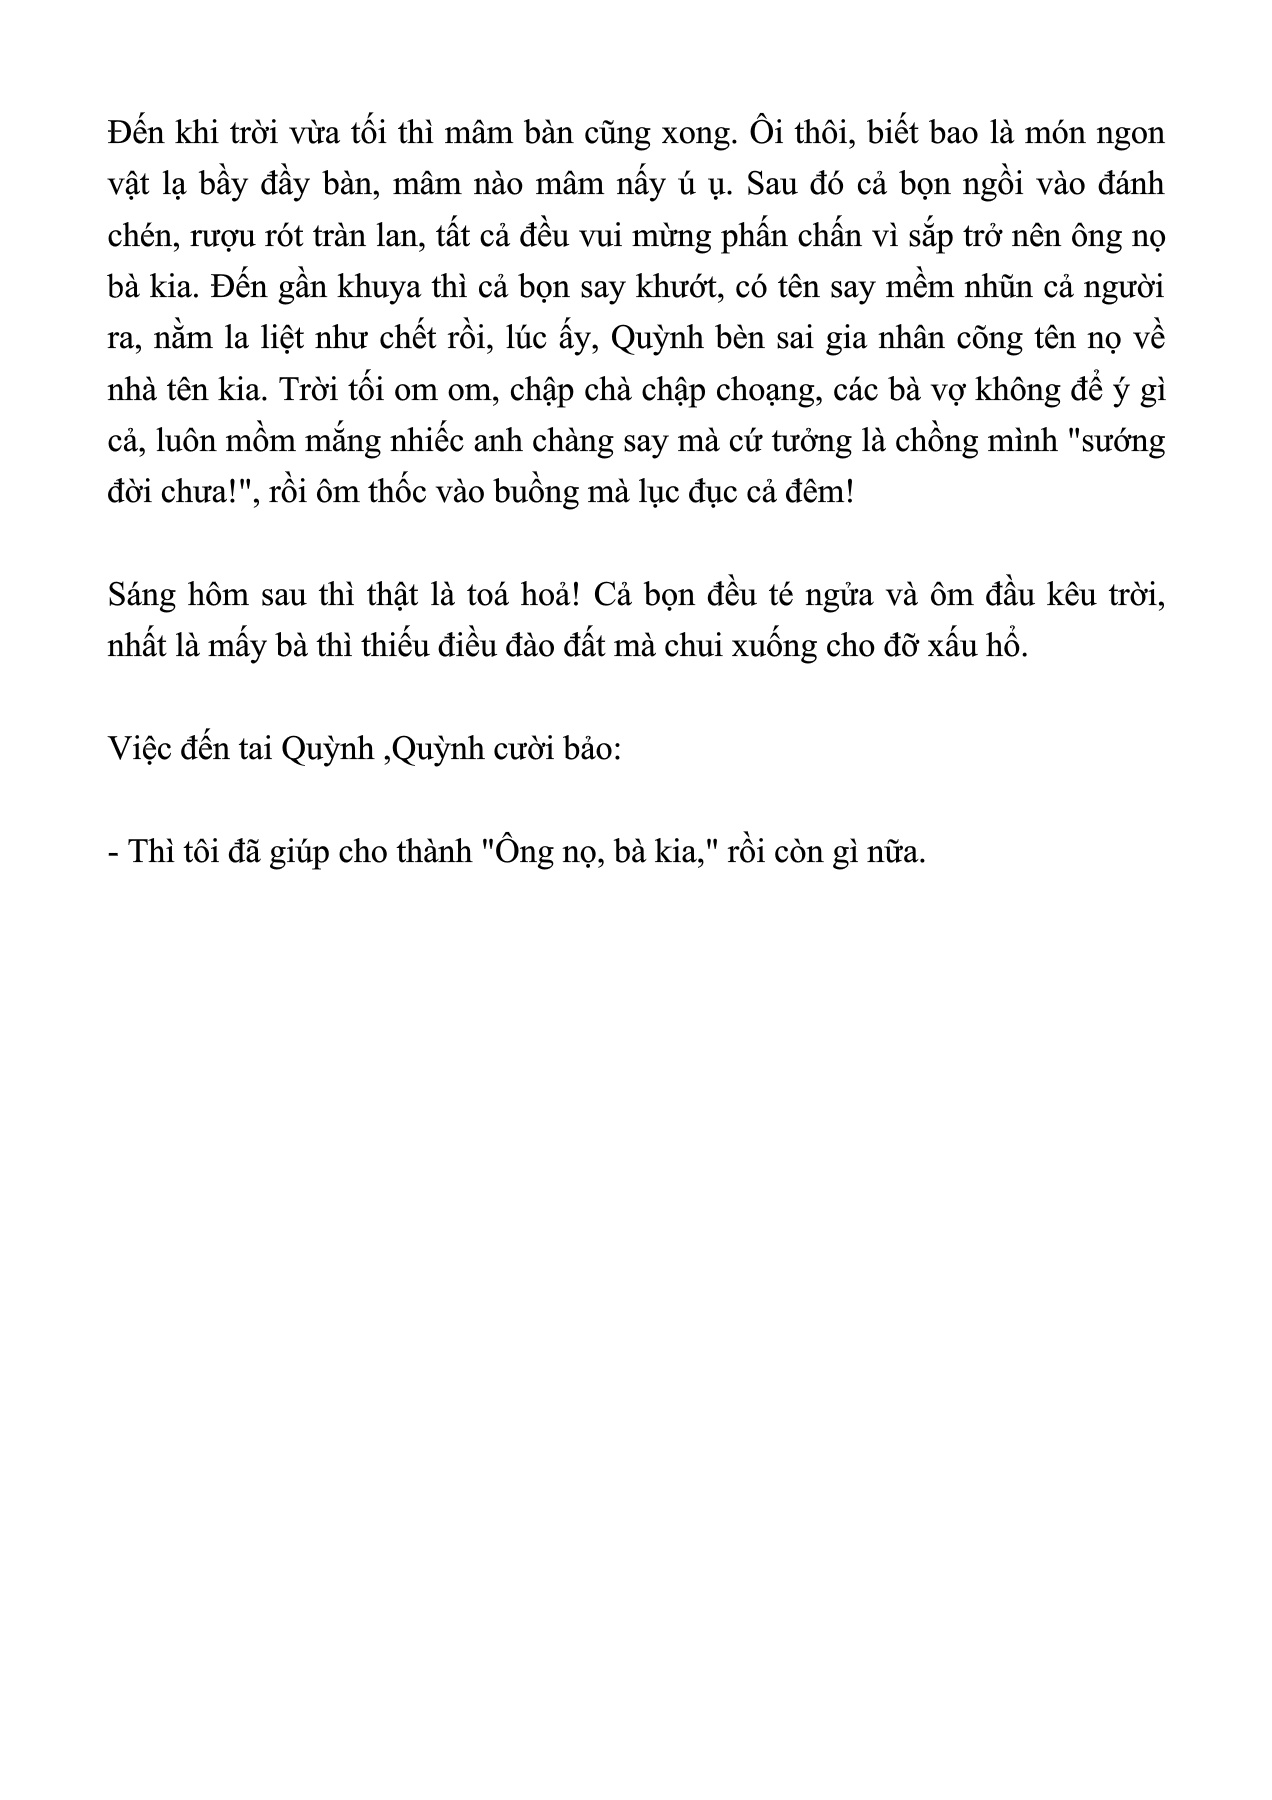 Đến khi trời vừa tối thì mâm bàn cũng xong. Ôi thôi, biết bao là món ngon
vật lạ bầy đầy bàn, mâm nào mâm nấy ú ụ. Sau đó cả bọn ngồi vào đánh
chén, rượu rót tràn lan, tất cả đều vui mừng phấn chấn vì sắp trở nên ông nọ
bà kia. Đến gần khuya thì cả bọn say khướt, có tên say mềm nhũn cả người
ra, nằm la liệt như chết rồi, lúc ấy, Quỳnh bèn sai gia nhân cõng tên nọ về
nhà tên kia. Trời tối om om, chập chà chập choạng, các bà vợ không để ý gì
cả, luôn mồm mắng nhiếc anh chàng say mà cứ tưởng là chồng mình "sướng
đời chưa!", rồi ôm thốc vào buồng mà lục đục cả đêm!
Sáng hôm sau thì thật là toá hoả! Cả bọn đều té ngửa và ôm đầu kêu trời,
nhất là mấy bà thì thiếu điều đào đất mà chui xuống cho đỡ xấu hổ.
Việc đến tai Quỳnh ,Quỳnh cười bảo:
- Thì tôi đã giúp cho thành "Ông nọ, bà kia," rồi còn gì nữa.